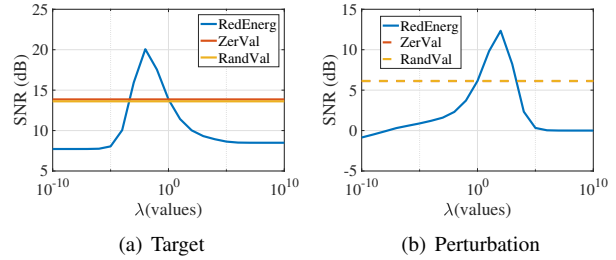 25
20
15
10
5
SNR (dB)
RedEnerg
ZerVal
RandVal
10^-10
10^0
10^10
λ(values)
(a) Target
15
10
5
0
-5
SNR (dB)
RedEnerg
ZerVal
RandVal
10^-10
10^0
10^10
λ(values)
(b) Perturbation